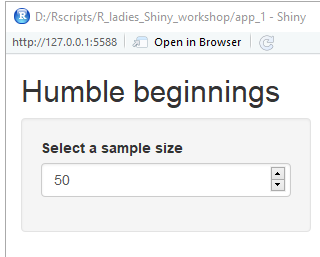 D:/Rscripts/R_ladies_Shiny_workshop/app_1 - Shiny
http://127.0.0.1:5588 Open in Browser
Humble beginnings
Select a sample size
50